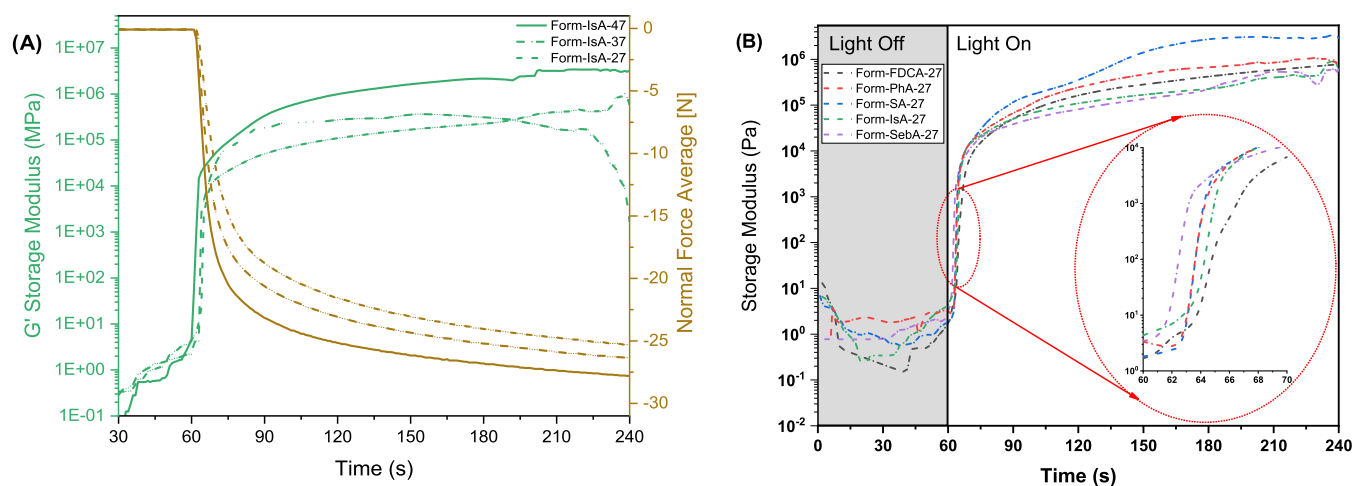 (A)
Form-IsA-47
Form-IsA-37
Form-IsA-27
1E+07
1E+06
1E+05
1E+04
1E+03
1E+02
1E+01
1E+00
1E-01
G' Storage Modulus (MPa)
0
-5
-10
-15
-20
-25
-30
Normal Force Average [N]
30 60 90 120 150 180 210 240
Time (s)
(B)
Light Off Light On
Form-FDCA-27
Form-PhA-27
Form-SA-27
Form-IsA-27
Form-SebA-27
10^6
10^5
10^4
10^3
10^2
10^1
10^0
10^-1
10^-2
Storage Modulus (Pa)
10^4
10^3
10^2
10^1
10^0
60 62 64 66 68 70
0 30 60 90 120 150 180 210 240
Time (s)